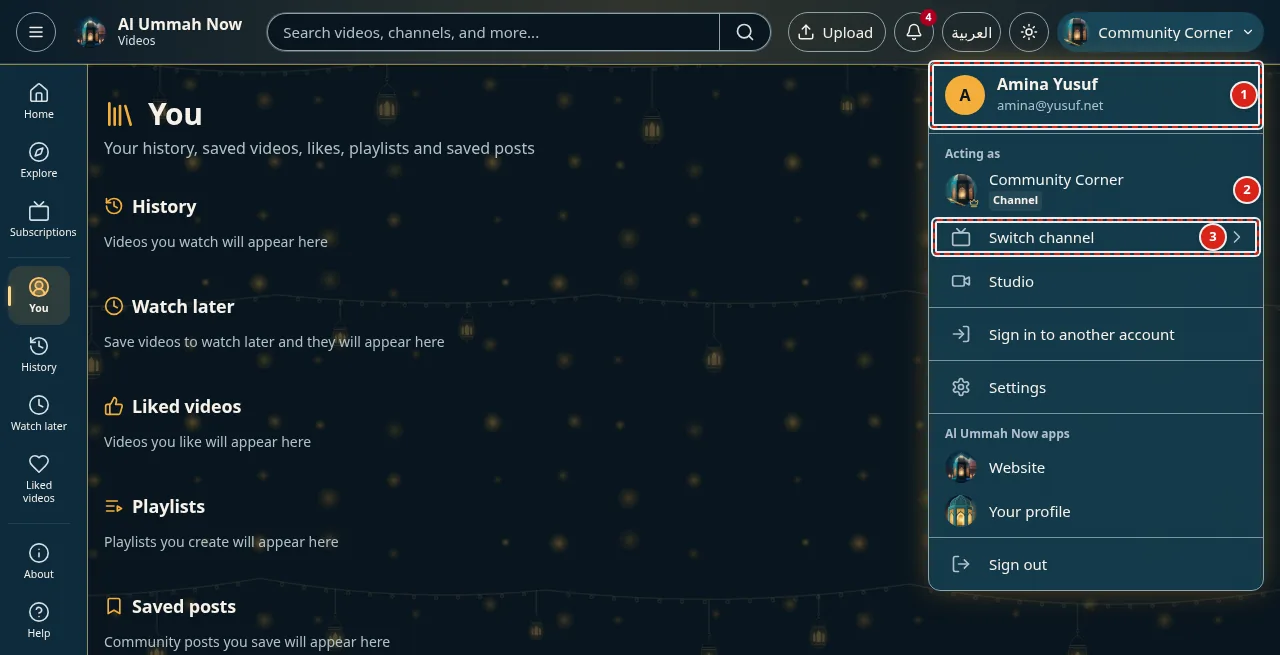 Al Ummah Now
Videos
Search videos, channels, and more...
Upload
4
العربية
Community Corner
Home
Explore
Subscriptions
You
History
Watch later
Liked
videos
About
Help
You
Your history, saved videos, likes, playlists and saved posts
History
Videos you watch will appear here
Watch later
Save videos to watch later and they will appear here
Liked videos
Videos you like will appear here
Playlists
Playlists you create will appear here
Saved posts
Community posts you save will appear here
A
Amina Yusuf
amina@yusuf.net
1
Acting as
Community Corner
Channel
2
Switch channel
3
Studio
Sign in to another account
Settings
Al Ummah Now apps
Website
Your profile
Sign out